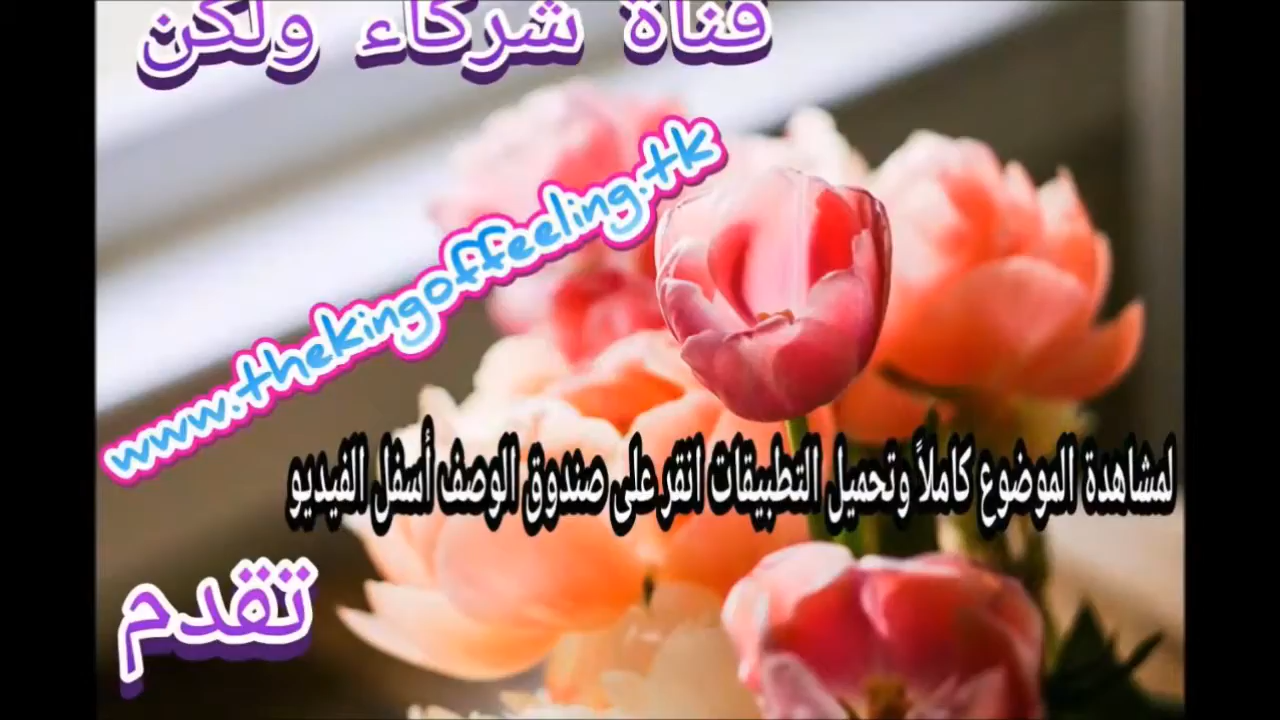 قناة شركاء ولكن
www.thekingoffeeling.tk
لمشاهدة الموضوع كاملاً وتحميل التطبيقات انقر على صندوق الوصف أسفل الفيديو
تقدم